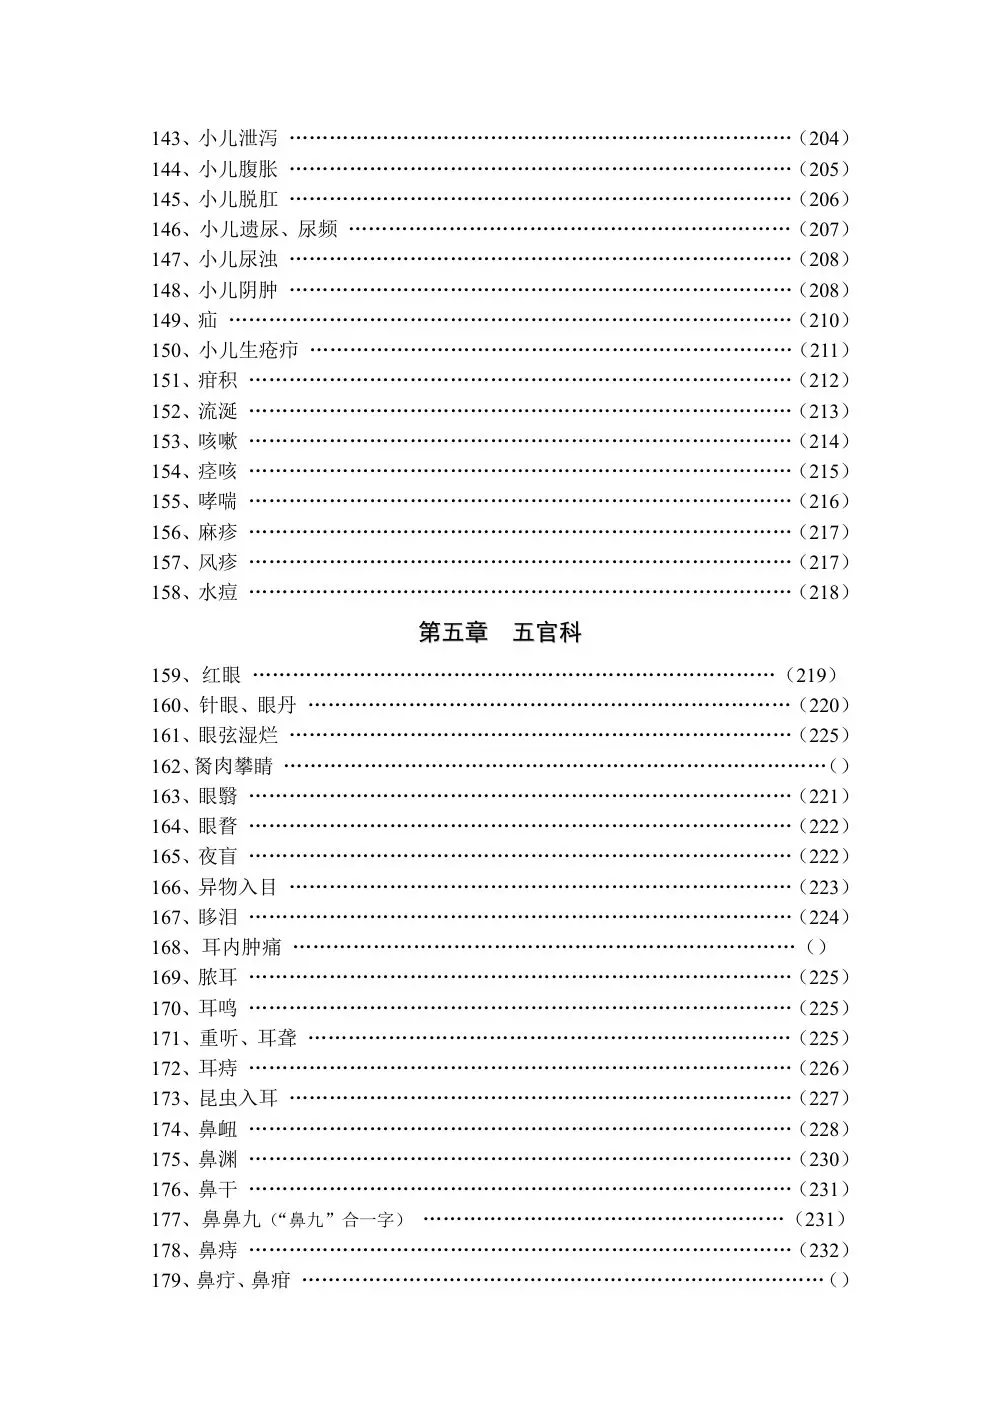 143、小儿泄泻 ………………………………………………………………（204）
144、小儿腹胀 ………………………………………………………………（205）
145、小儿脱肛 ………………………………………………………………（206）
146、小儿遗尿、尿频 …………………………………………………………（207）
147、小儿尿浊 ………………………………………………………………（208）
148、小儿阴肿 ………………………………………………………………（208）
149、疝 ………………………………………………………………………（210）
150、小儿生疮疖 ……………………………………………………………（211）
151、疳积 ……………………………………………………………………（212）
152、流涎 ……………………………………………………………………（213）
153、咳嗽 ……………………………………………………………………（214）
154、痉咳 ……………………………………………………………………（215）
155、哮喘 ……………………………………………………………………（216）
156、麻疹 ……………………………………………………………………（217）
157、风疹 ……………………………………………………………………（217）
158、水痘 ……………………………………………………………………（218）
第五章　五官科
159、红眼 …………………………………………………………………（219）
160、针眼、眼丹 ……………………………………………………………（220）
161、眼弦湿烂 ………………………………………………………………（225）
162、胬肉攀睛 ……………………………………………………………………（）
163、眼翳 ……………………………………………………………………（221）
164、眼瞀 ……………………………………………………………………（222）
165、夜盲 ……………………………………………………………………（222）
166、异物入目 ………………………………………………………………（223）
167、眵泪 ……………………………………………………………………（224）
168、耳内肿痛 ………………………………………………………………（）
169、脓耳 ……………………………………………………………………（225）
170、耳鸣 ……………………………………………………………………（225）
171、重听、耳聋 ……………………………………………………………（225）
172、耳痔 ……………………………………………………………………（226）
173、昆虫入耳 ………………………………………………………………（227）
174、鼻衄 ……………………………………………………………………（228）
175、鼻渊 ……………………………………………………………………（230）
176、鼻干 ……………………………………………………………………（231）
177、鼻鼻九（“鼻九”合一字） ……………………………………………（231）
178、鼻痔 ……………………………………………………………………（232）
179、鼻疔、鼻疳 …………………………………………………………………（）